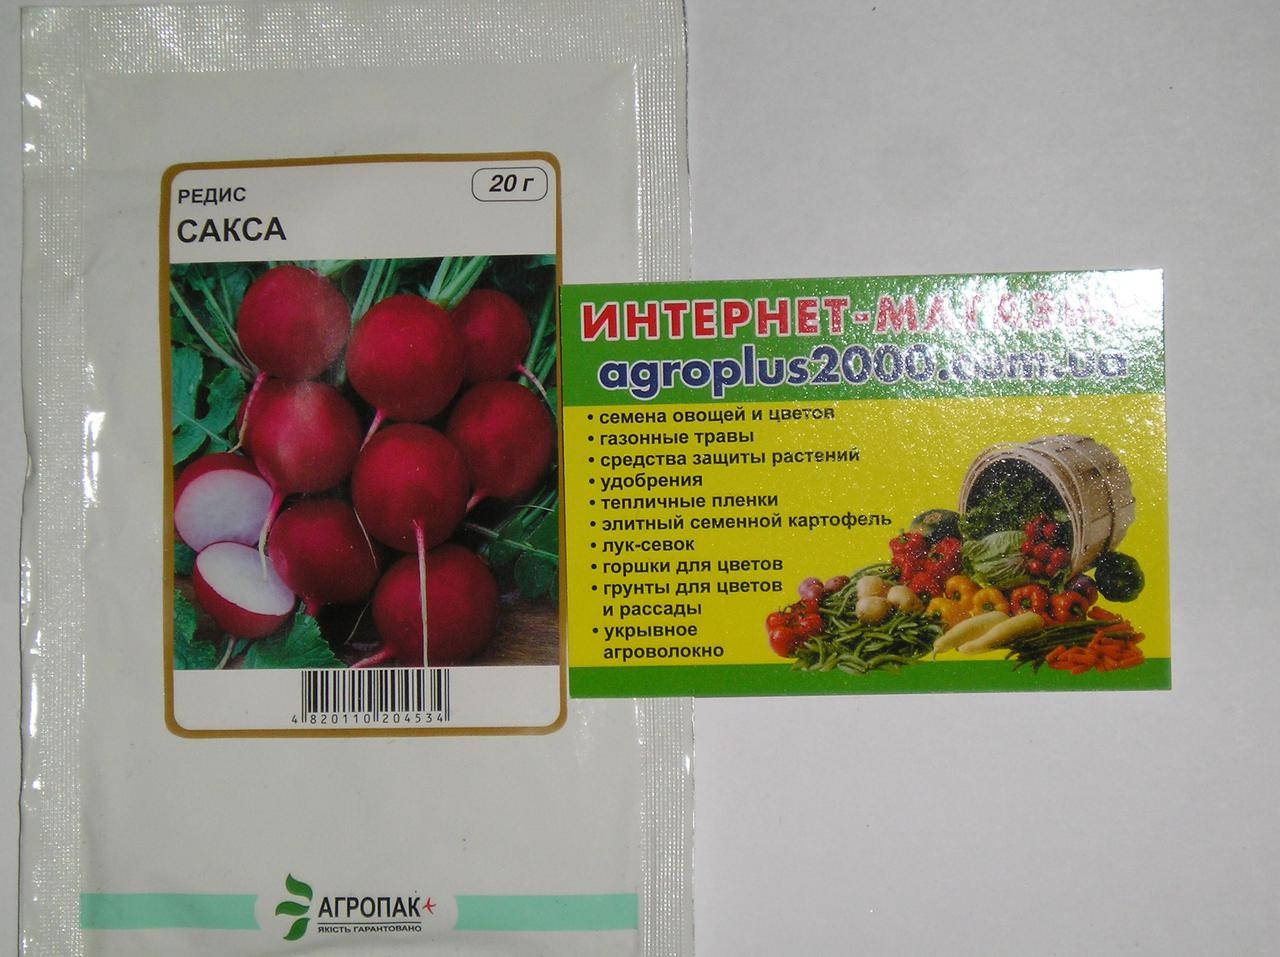 РЕДИС
САКСА
20 г
4 820110 204534
АГРОПАК
ЯКІСТЬ ГАРАНТОВАНО
ИНТЕРНЕТ-МАГАЗИН
agroplus2000.com.ua
• семена овощей и цветов
• газонные травы
• средства защиты растений
• удобрения
• тепличные пленки
• элитный семенной картофель
• лук-севок
• горшки для цветов
• грунты для цветов
и рассады
• укрывное
агроволокно